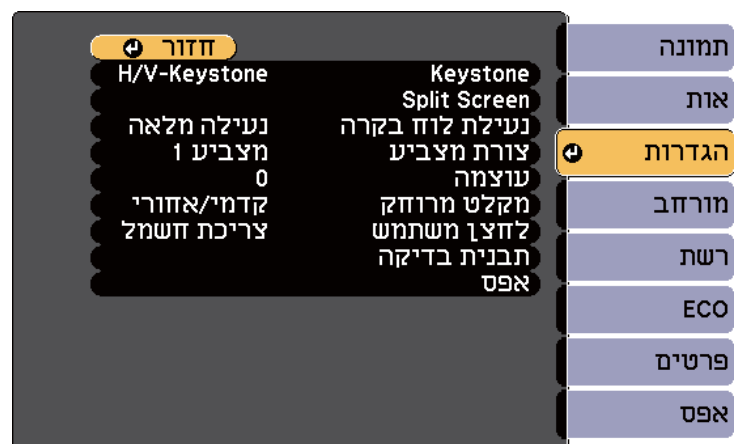 חזור
Keystone H/V-Keystone
Split Screen
נעילת לוח בקרה נעילה מלאה
צורת מצביע מצביע 1
עוצמה 0
מקלט מרוחק קדמי/אחורי
לחצן משתמש צריכת חשמל
תבנית בדיקה
אפס
תמונה
אות
הגדרות
מורחב
רשת
ECO
פרטים
אפס